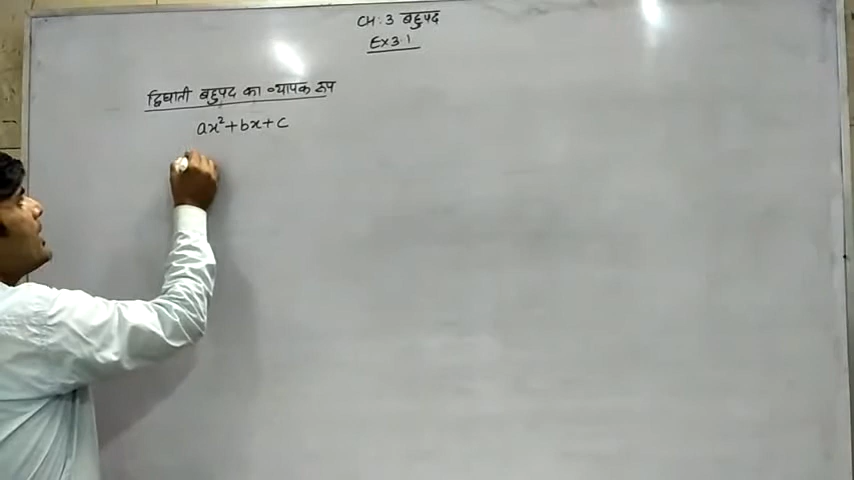 CH: 3 बहुपद
Ex 3.1
द्विघाती बहुपद का व्यापक रूप
ax²+bx+c